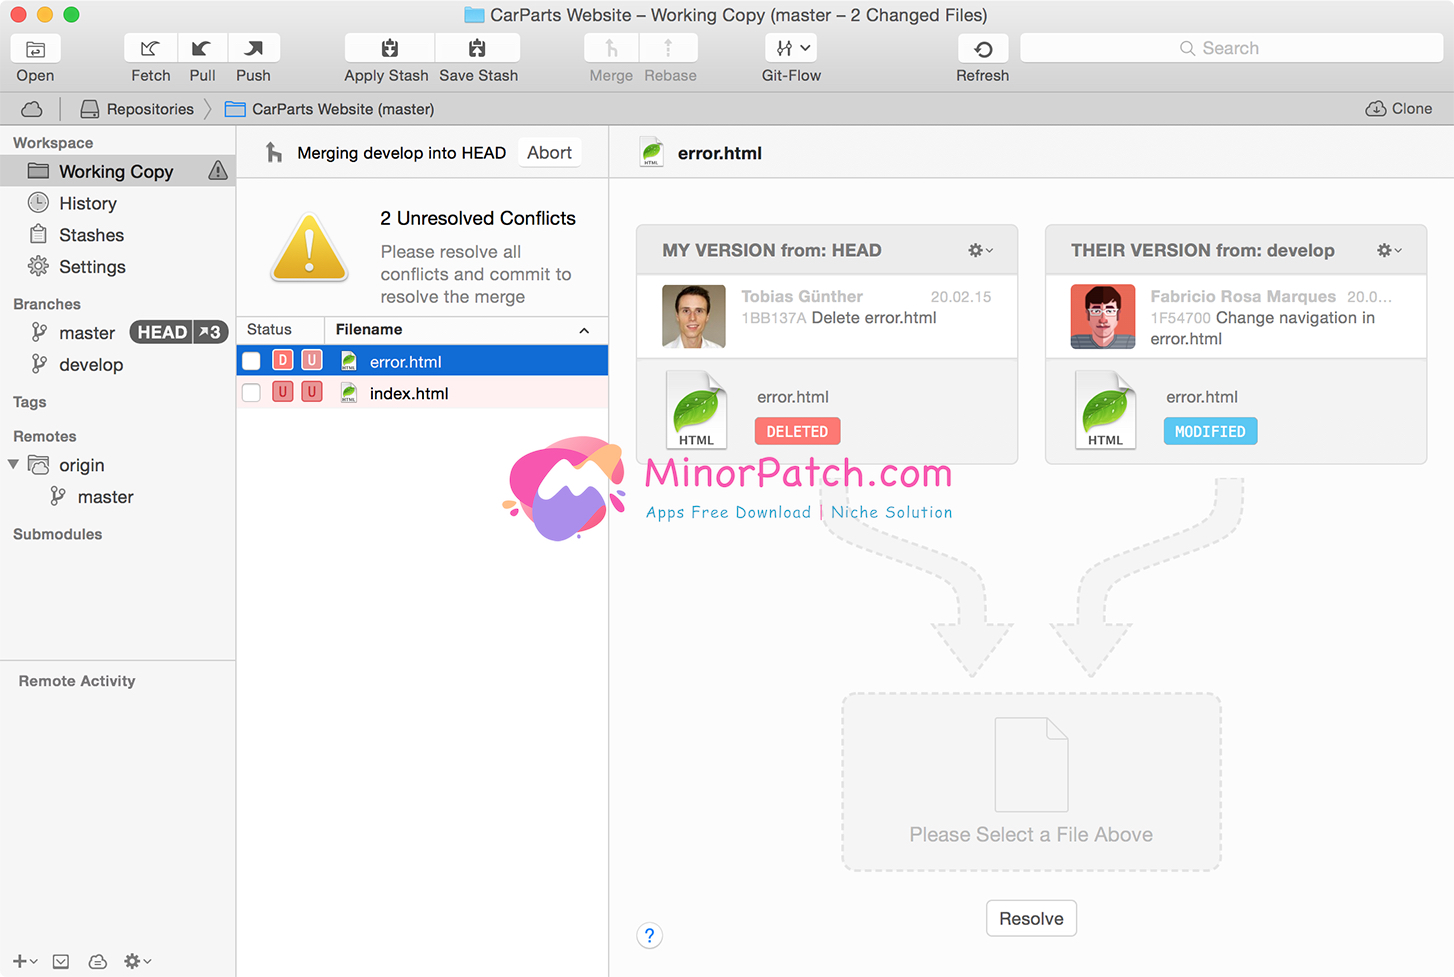 CarParts Website – Working Copy (master – 2 Changed Files)
Open
Fetch
Pull
Push
Apply Stash
Save Stash
Merge
Rebase
Git-Flow
Refresh
Search
Repositories
CarParts Website (master)
Clone
Workspace
Working Copy
History
Stashes
Settings
Branches
master HEAD 3
develop
Tags
Remotes
origin
master
Submodules
Remote Activity
Merging develop into HEAD
Abort
2 Unresolved Conflicts
Please resolve all
conflicts and commit to
resolve the merge
Status Filename
D U HTML error.html
U U HTML index.html
HTML error.html
MY VERSION from: HEAD
Tobias Günther 20.02.15
1BB137A Delete error.html
HTML
error.html
DELETED
THEIR VERSION from: develop
Fabricio Rosa Marques 20.0...
1F54700 Change navigation in
error.html
HTML
error.html
MODIFIED
MinorPatch.com
Apps Free Download | Niche Solution
Please Select a File Above
Resolve
?